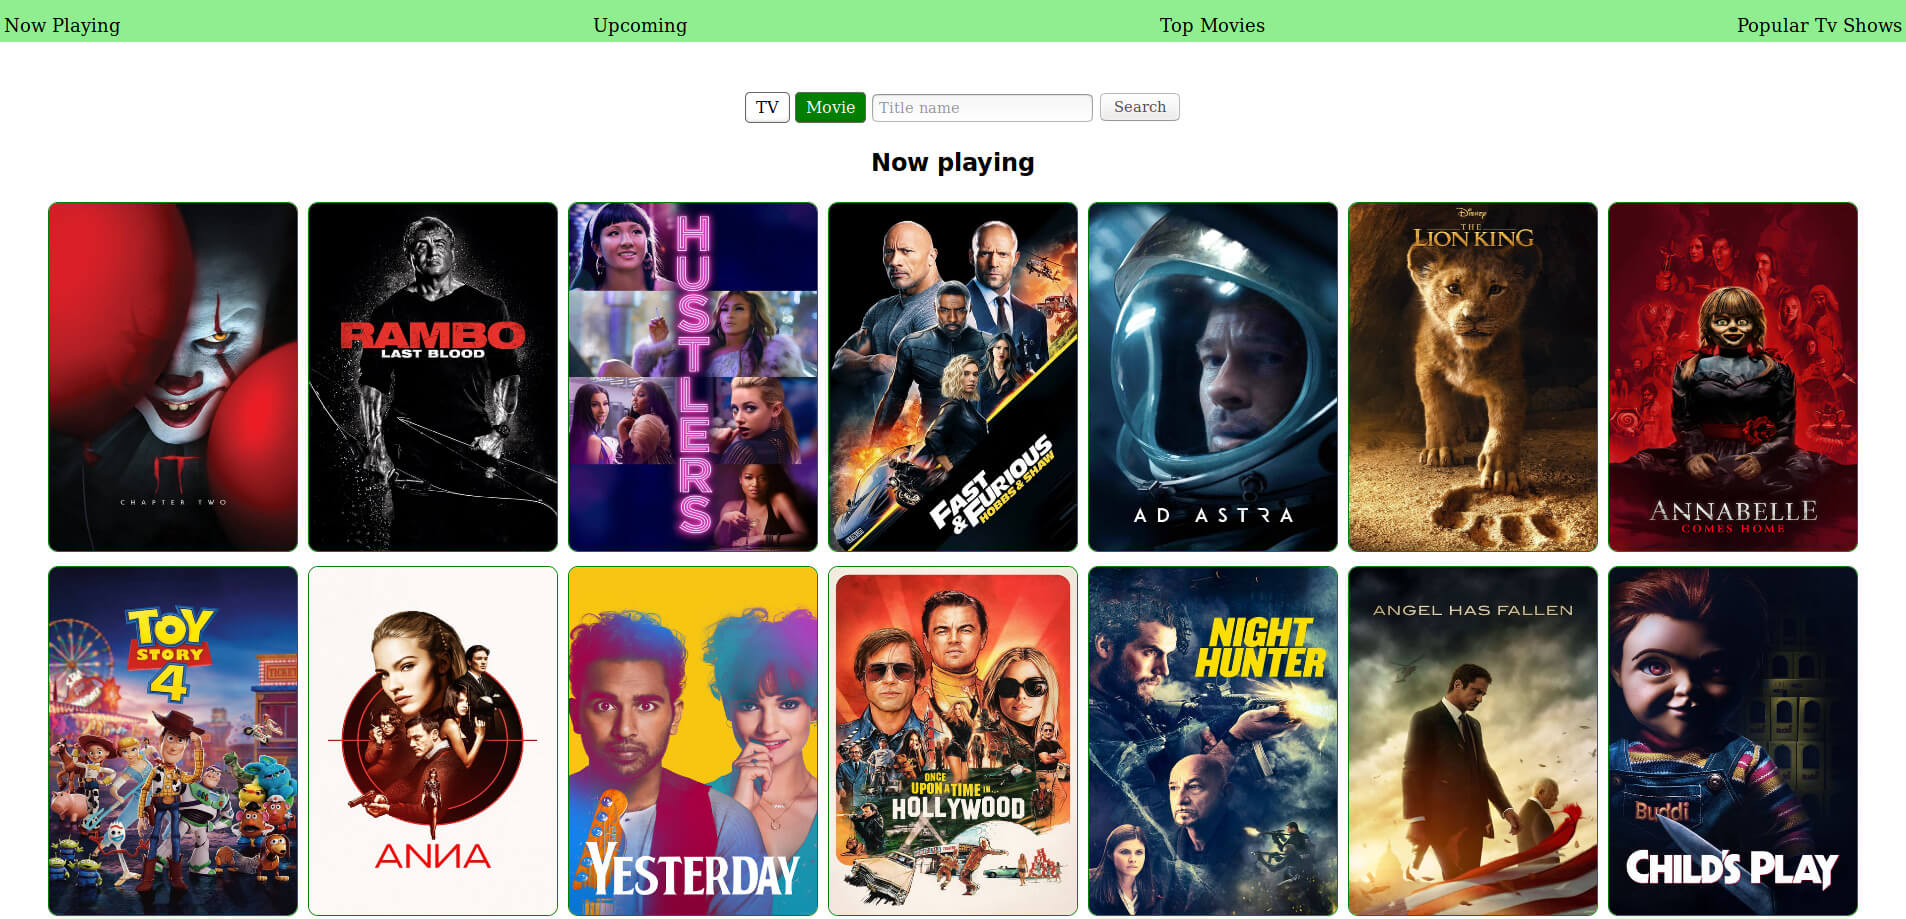 Now Playing
Upcoming
Top Movies
Popular Tv Shows
TV
Movie
Title name
Search
Now playing
IT
CHAPTER TWO
RAMBO
LAST BLOOD
HUSTLERS
FAST
& FURIOUS
HOBBS & SHAW
AD ASTRA
Disney
THE
LION KING
ANNABELLE
COMES HOME
TOY
STORY
4
TICKET
ANNA
YESTERDAY
ONCE
UPON A TIME IN...
HOLLYWOOD
NIGHT
HUNTER
ANGEL HAS FALLEN
Buddi
CHILD'S PLAY